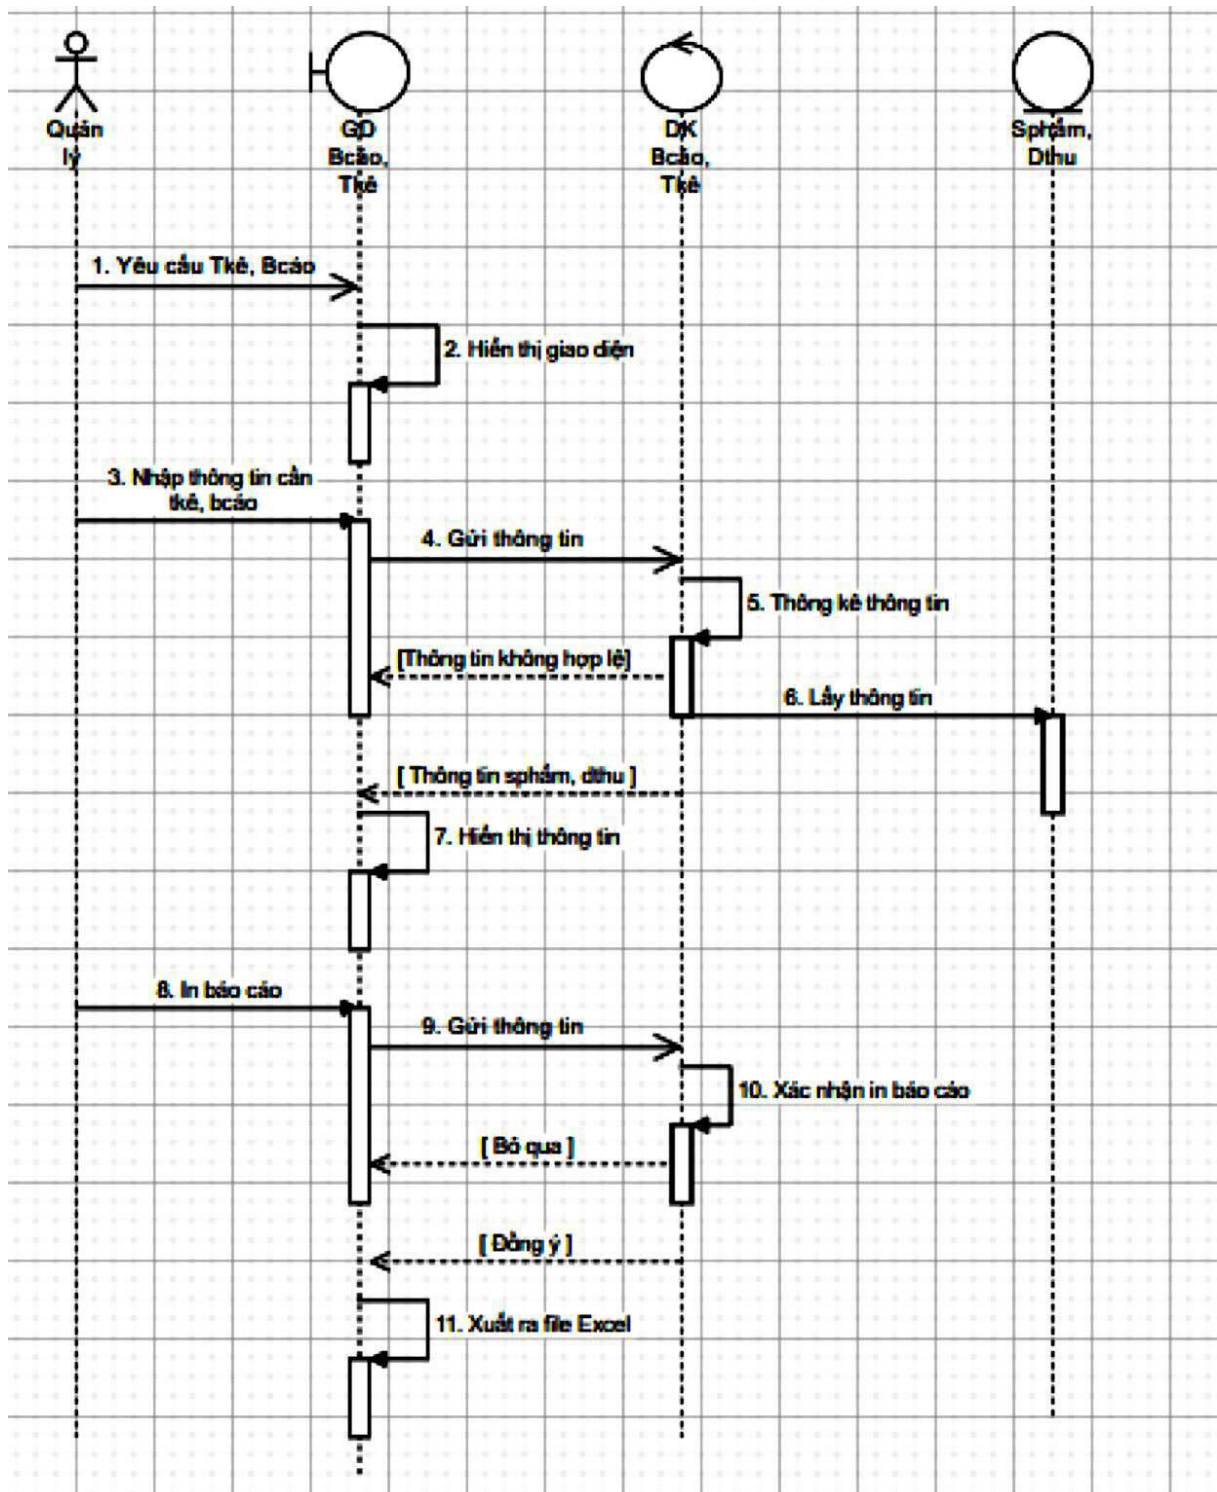 Quản
lý
GD
Bcáo,
Tkê
DK
Bcáo,
Tkê
Sphẩm,
Dthu
1. Yêu cầu Tkê, Bcáo
2. Hiển thị giao diện
3. Nhập thông tin cần
tkê, bcáo
4. Gửi thông tin
5. Thông kê thông tin
[Thông tin không hợp lệ]
6. Lấy thông tin
[ Thông tin sphẩm, dthu ]
7. Hiển thị thông tin
8. In báo cáo
9. Gửi thông tin
10. Xác nhận in báo cáo
[ Bỏ qua ]
[ Đồng ý ]
11. Xuất ra file Excel